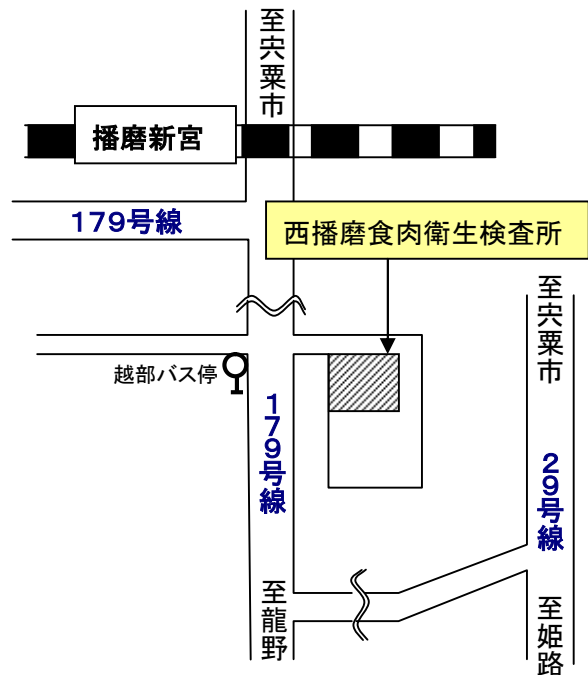 至宍粟市
播磨新宮
179号線
西播磨食肉衛生検査所
至宍粟市
越部バス停
179号線
29号線
至龍野
至姫路